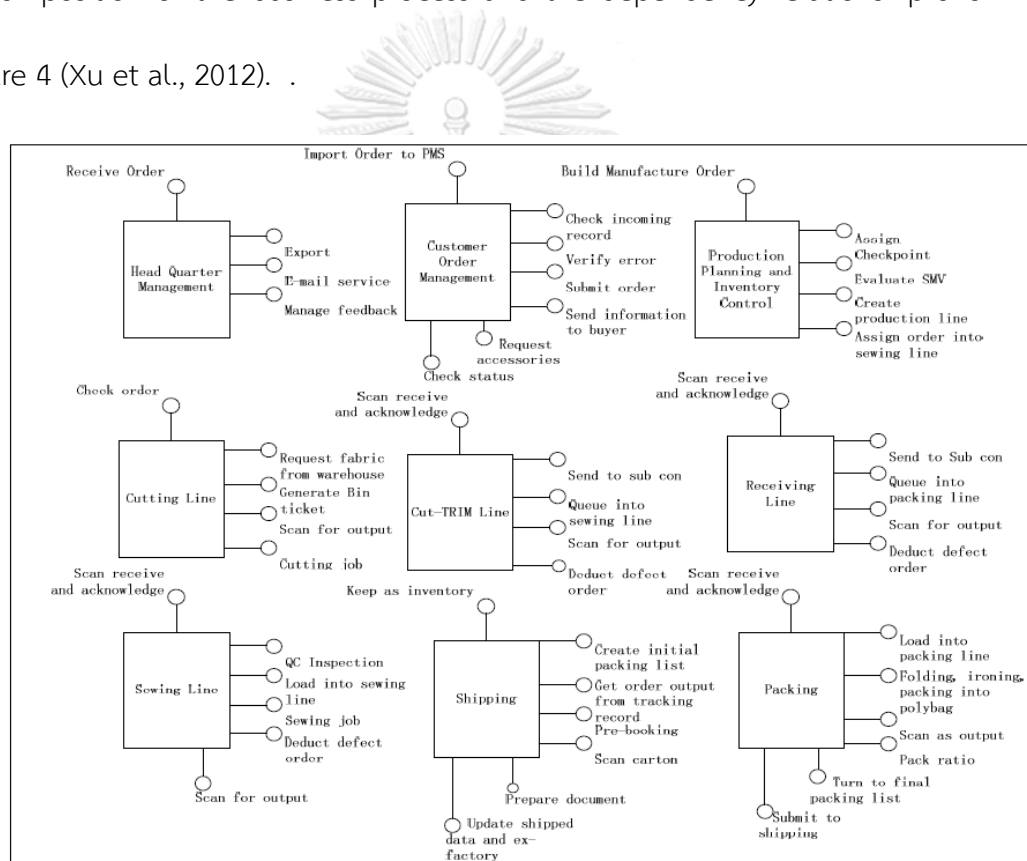 of the business process and the dependency relationship
re 4 (Xu et al., 2012). .
Receive Order
Head Quarter
Management
Export
E-mail service
Manage feedback
Import Order to PMS
Customer
Order
Management
Check incoming
record
Verify error
Submit order
Send information
to buyer
Request
accessories
Check status
Build Manufacture Order
Production
Planning and
Inventory
Control
Assign
Checkpoint
Evaluate SMV
Create
production line
Assign order into
sewing line
Check order
Cutting Line
Request fabric
from warehouse
Generate Bin
ticket
Scan for output
Cutting job
Scan receive
and acknowledge
Cut-TRIM Line
Send to sub con
Queue into
sewing line
Scan for output
Deduct defect
order
Scan receive
and acknowledge
Receiving
Line
Send to Sub con
Queue into
packing line
Scan for output
Deduct defect
order
Scan receive
and acknowledge
Sewing Line
QC Inspection
Load into sewing
line
Sewing job
Deduct defect
order
Scan for output
Keep as inventory
Shipping
Create initial
packing list
Get order output
from tracking
record
Pre-booking
Scan carton
Prepare document
Update shipped
data and ex-
factory
Scan receive
and acknowledge
Packing
Load into
packing line
Folding, ironing,
packing into
polybag
Scan as output
Pack ratio
Turn to final
packing list
Submit to
shipping